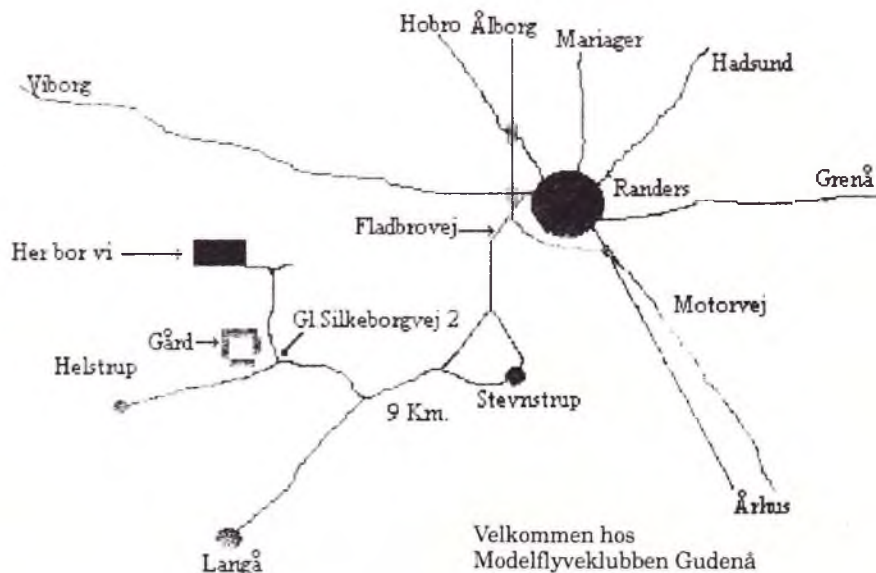 Hobro Ålborg
Mariager
Hadsund
Viborg
Randers
Grenå
Fladbrovej
Her bor vi
Motorvej
Gl Silkeborgvej 2
Gård
Helstrup
Stevnstrup
9 Km.
Århus
Langå
Velkommen hos
Modelflyveklubben Gudenå